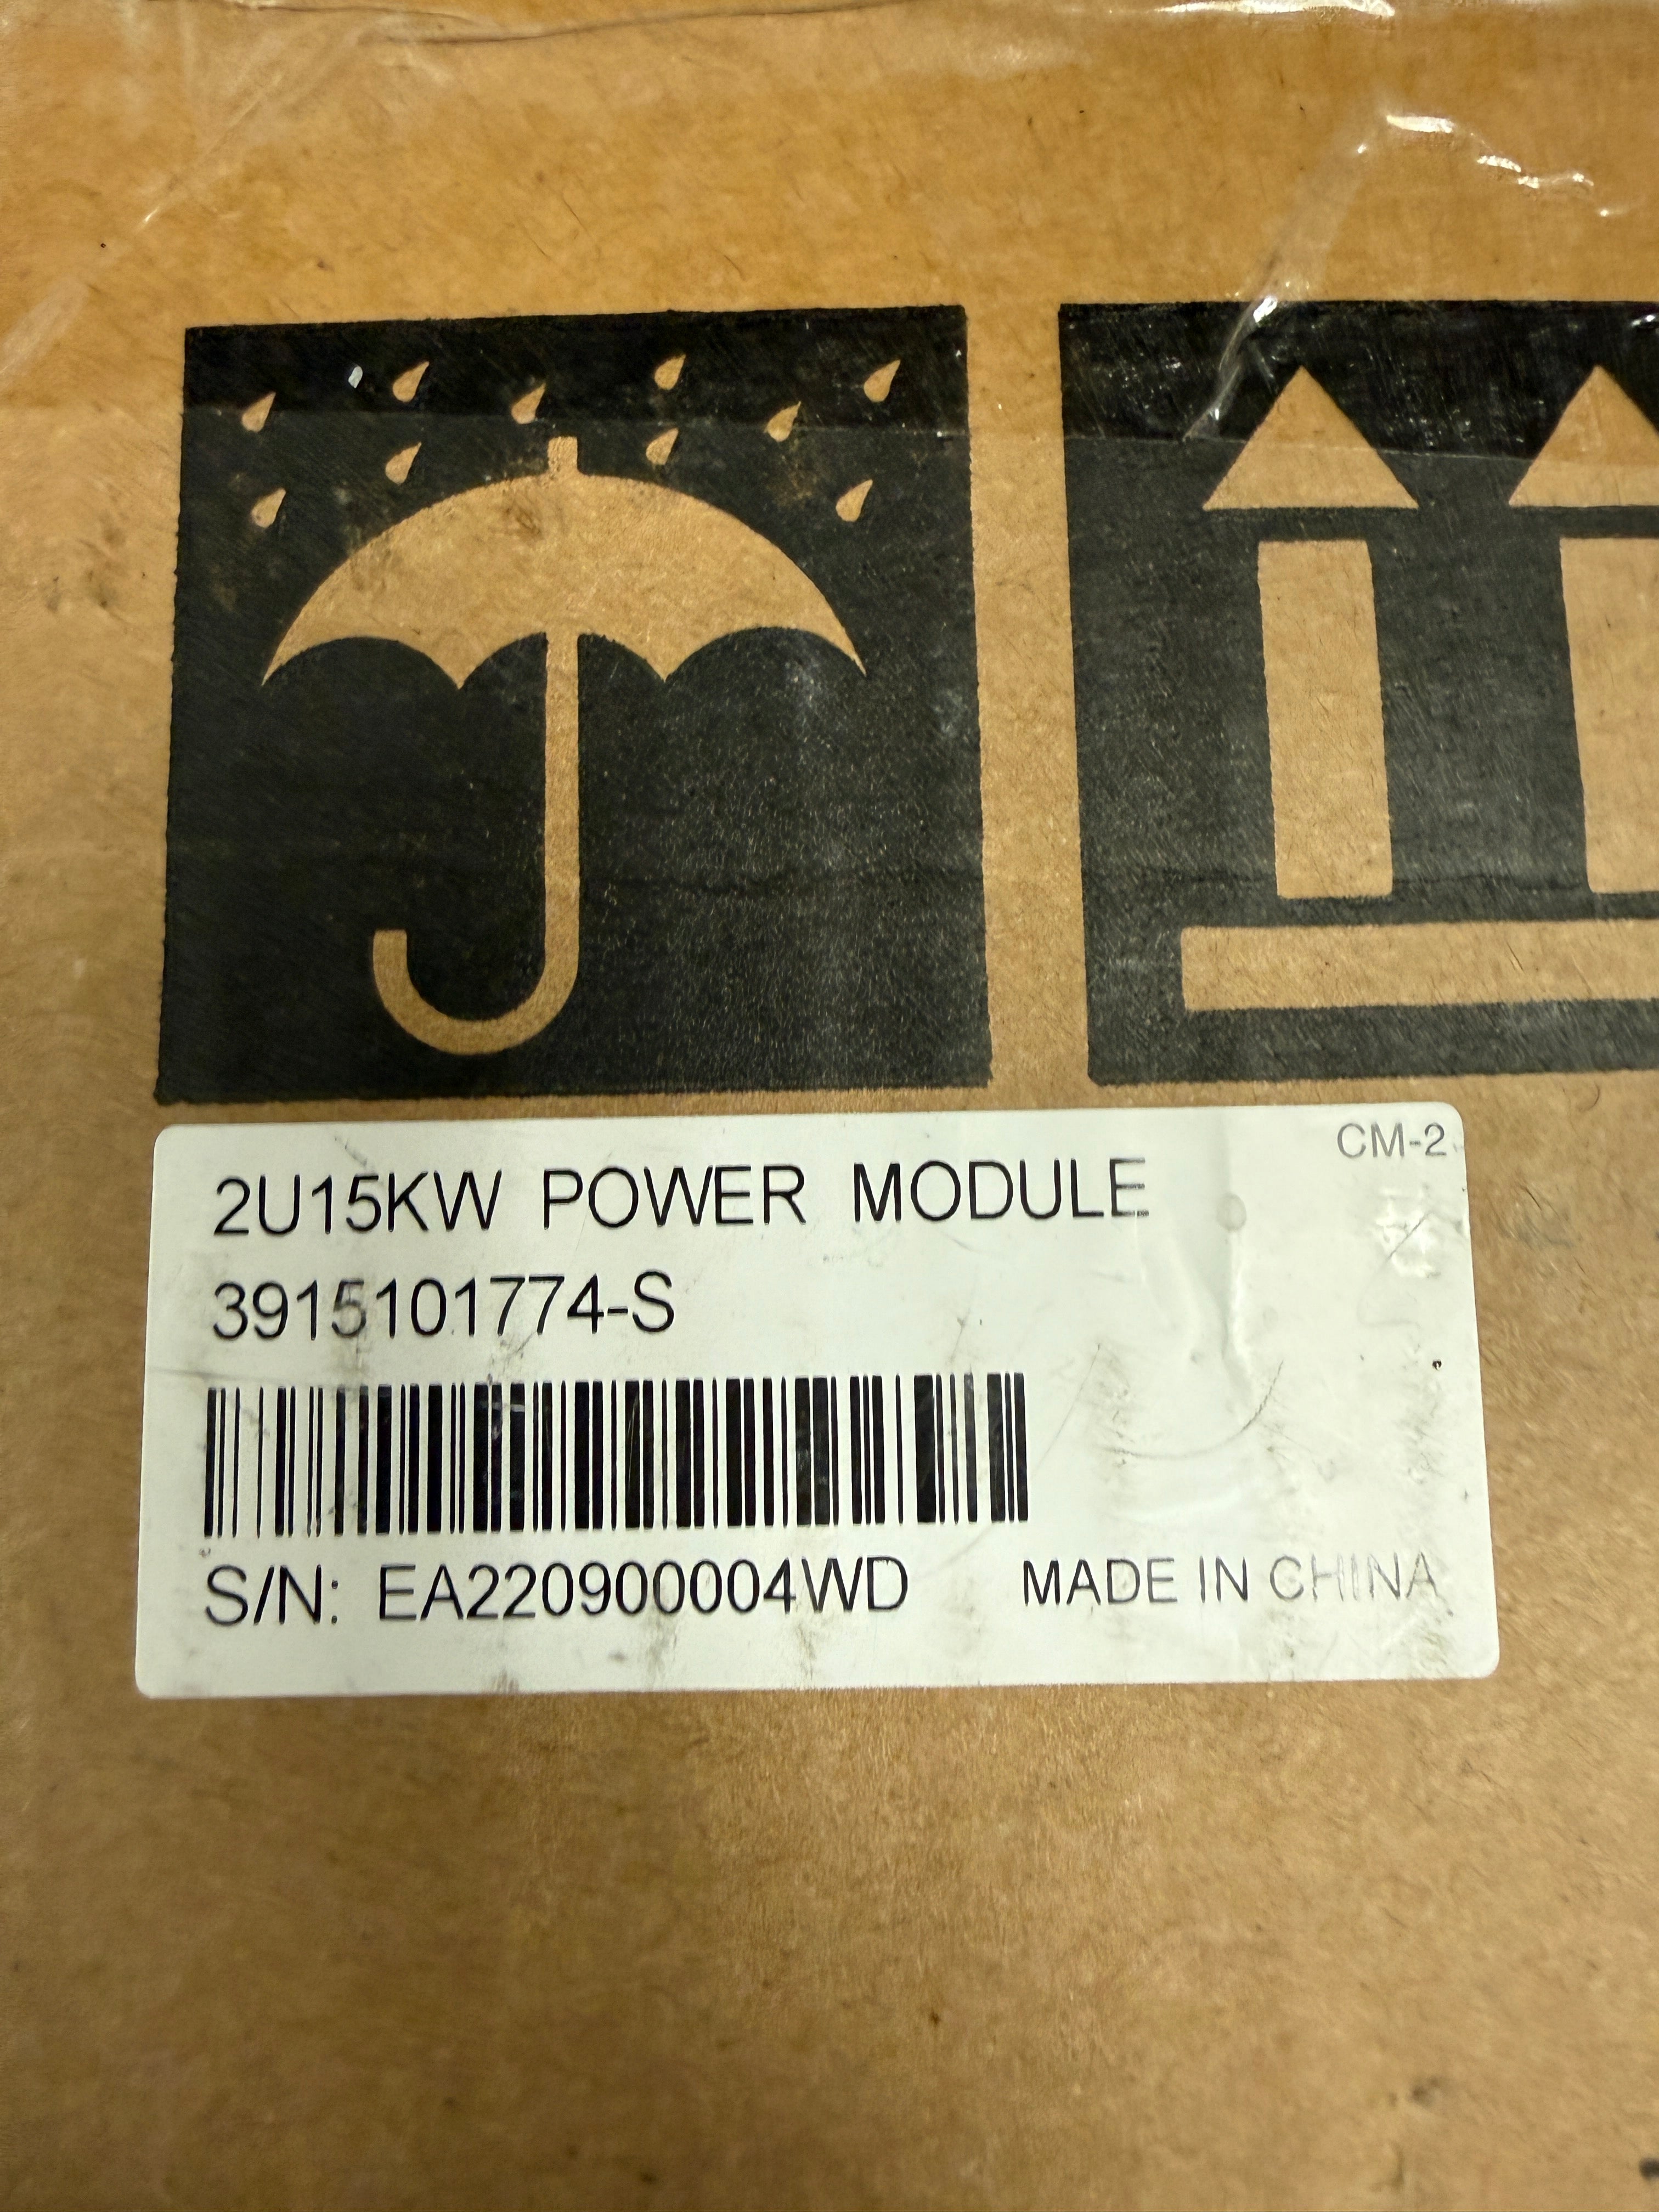 CM-2
2U15KW POWER MODULE
3915101774-S
S/N: EA220900004WD MADE IN CHINA